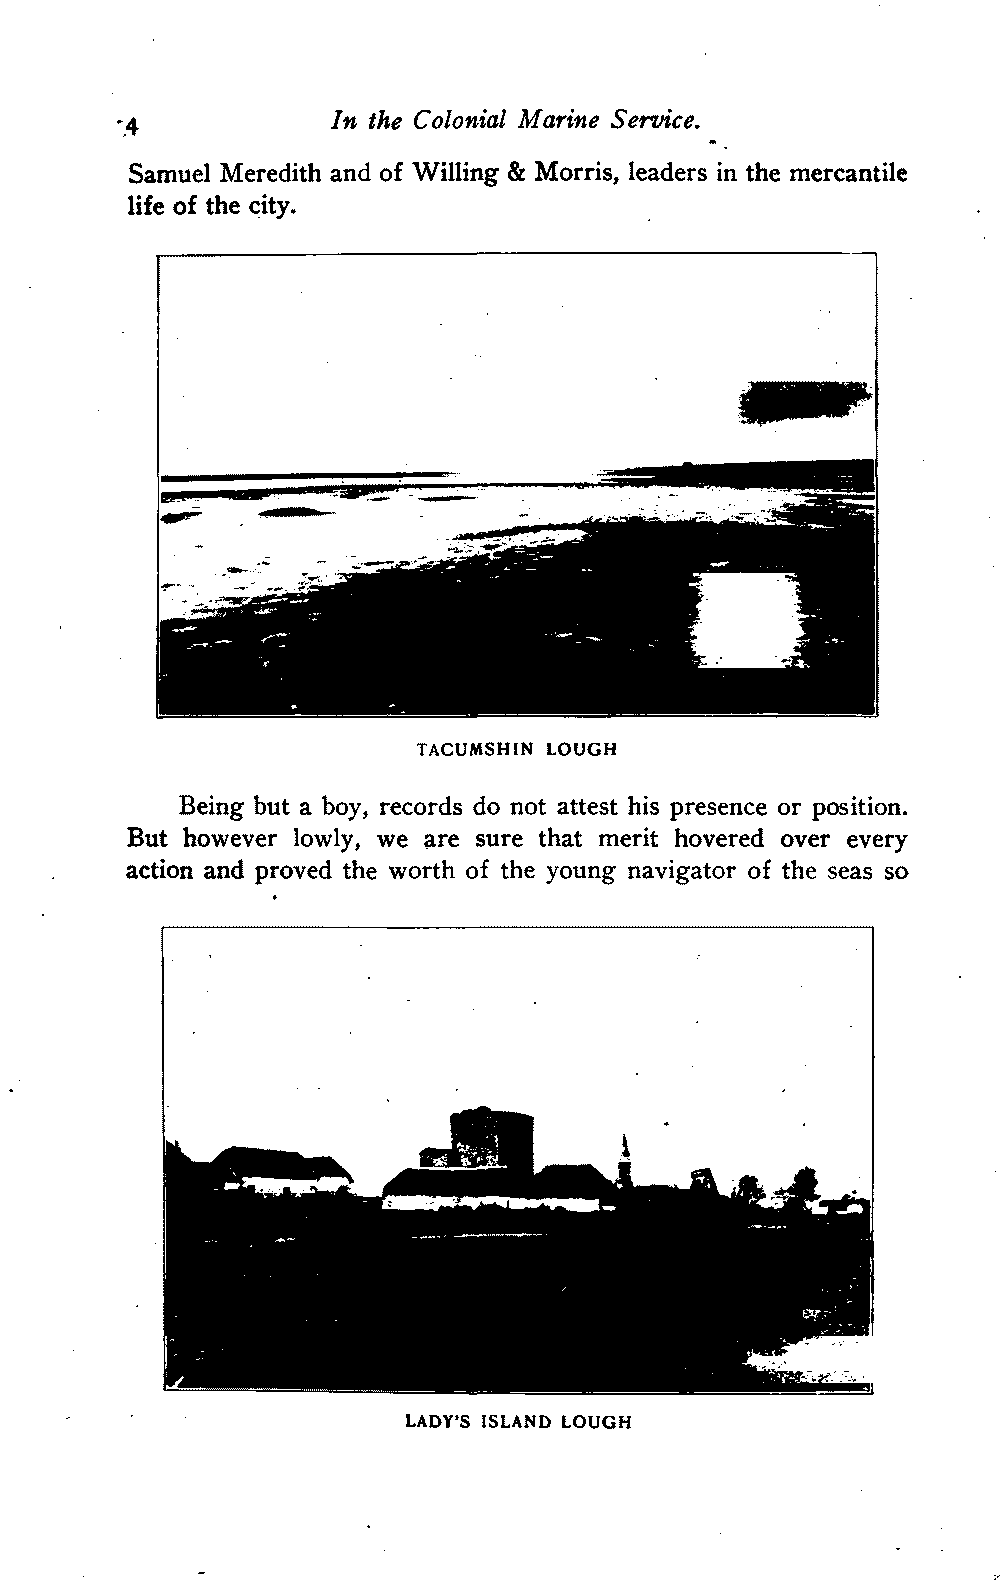 4 In the Colonial Marine Service.
Samuel Meredith and of Willing & Morris, leaders in the mercantile
life of the city.
TACUMSHIN LOUGH
Being but a boy, records do not attest his presence or position.
But however lowly, we are sure that merit hovered over every
action and proved the worth of the young navigator of the seas so
LADY'S ISLAND LOUGH